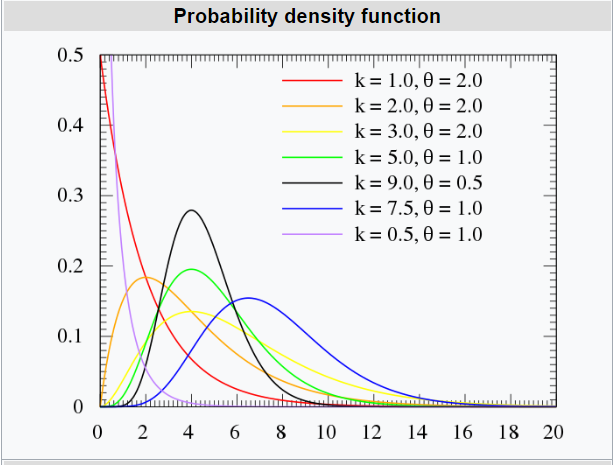 Probability density function
0.5
0.4
0.3
0.2
0.1
0
k = 1.0, θ = 2.0
k = 2.0, θ = 2.0
k = 3.0, θ = 2.0
k = 5.0, θ = 1.0
k = 9.0, θ = 0.5
k = 7.5, θ = 1.0
k = 0.5, θ = 1.0
0 2 4 6 8 10 12 14 16 18 20